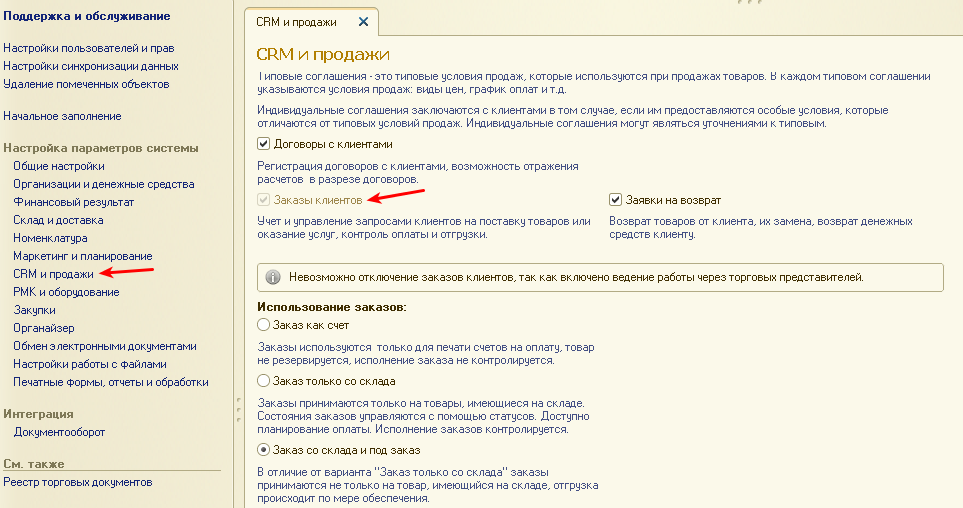 Поддержка и обслуживание
Настройки пользователей и прав
Настройки синхронизации данных
Удаление помеченных объектов
Начальное заполнение
Настройка параметров системы
Общие настройки
Организации и денежные средства
Финансовый результат
Склад и доставка
Номенклатура
Маркетинг и планирование
CRM и продажи
РМК и оборудование
Закупки
Органайзер
Обмен электронными документами
Настройки работы с файлами
Печатные формы, отчеты и обработки
Интеграция
Документооборот
См. также
Реестр торговых документов
CRM и продажи
CRM и продажи
Типовые соглашения - это типовые условия продаж, которые используются при продажах товаров. В каждом типовом соглашении
указываются условия продаж: виды цен, график оплат и т.д.
Индивидуальные соглашения заключаются с клиентами в том случае, если им предоставляются особые условия, которые
отличаются от типовых условий продаж. Индивидуальные соглашения могут являться уточнениями к типовым.
Договоры с клиентами
Регистрация договоров с клиентами, возможность отражения
расчетов в разрезе договоров.
Заказы клиентов
Учет и управление запросами клиентов на поставку товаров или
оказание услуг, контроль оплаты и отгрузки.
Заявки на возврат
Возврат товаров от клиента, их замена, возврат денежных
средств клиенту.
Невозможно отключение заказов клиентов, так как включено ведение работы через торговых представителей.
Использование заказов:
Заказ как счет
Заказы используются только для печати счетов на оплату, товар
не резервируется, исполнение заказа не контролируется.
Заказ только со склада
Заказы принимаются только на товары, имеющиеся на складе.
Состояния заказов управляются с помощью статусов. Доступно
планирование оплаты. Исполнение заказов контролируется.
Заказ со склада и под заказ
В отличие от варианта "Заказ только со склада" заказы
принимаются не только на товар, имеющийся на складе, отгрузка
происходит по мере обеспечения.